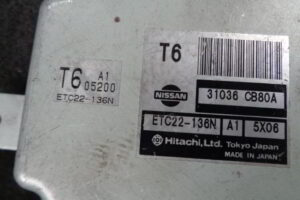 T6 A1
05200
ETC22-136N
T6
NISSAN
31036 CB80A
ETC22-136N A1 5X06
Hitachi, Ltd. Tokyo Japan
MADE IN JAPAN